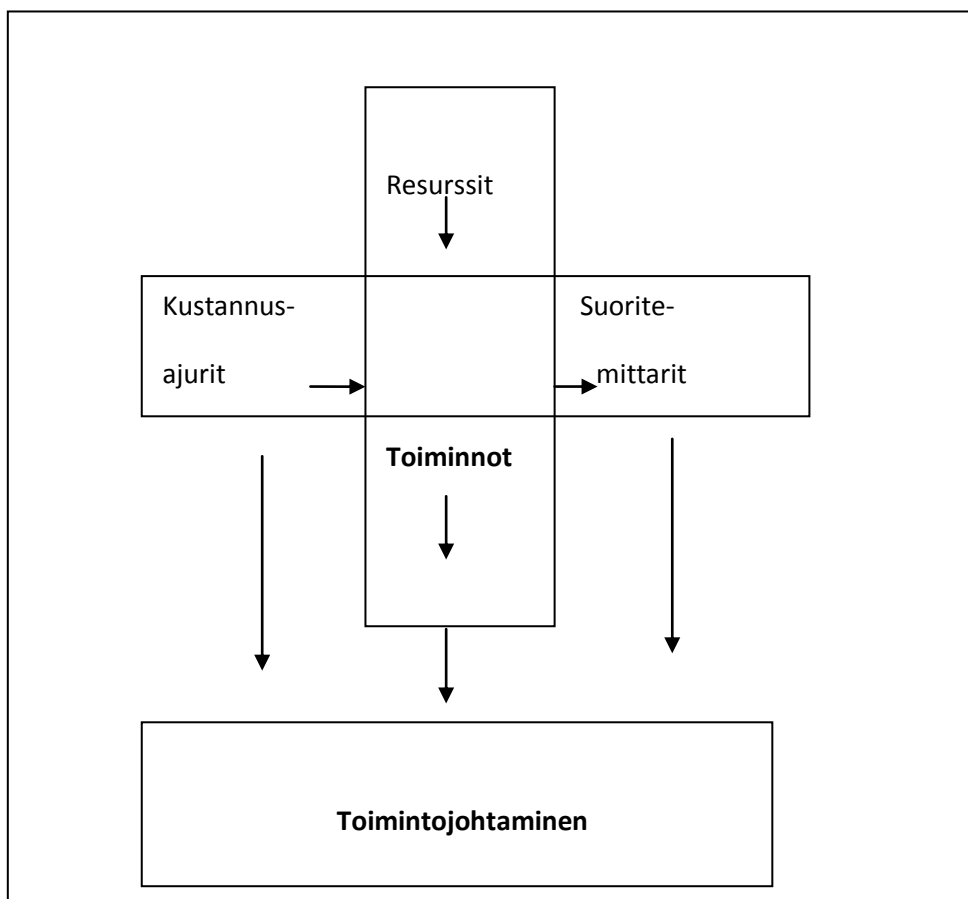 Resurssit
Kustannus-
ajurit
Suorite-
mittarit
Toiminnot
Toimintojohtaminen